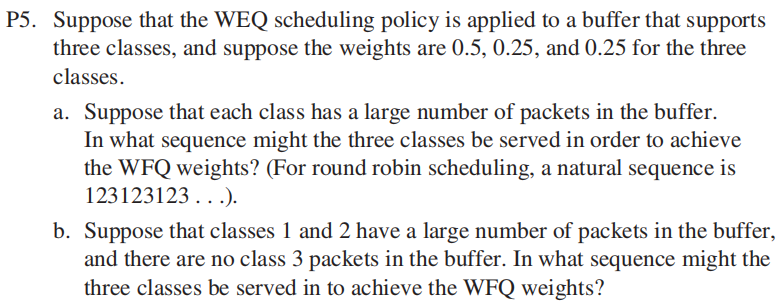 P5. Suppose that the WEQ scheduling policy is applied to a buffer that supports
three classes, and suppose the weights are 0.5, 0.25, and 0.25 for the three
classes.
a. Suppose that each class has a large number of packets in the buffer.
In what sequence might the three classes be served in order to achieve
the WFQ weights? (For round robin scheduling, a natural sequence is
123123123 . . .).
b. Suppose that classes 1 and 2 have a large number of packets in the buffer,
and there are no class 3 packets in the buffer. In what sequence might the
three classes be served in to achieve the WFQ weights?